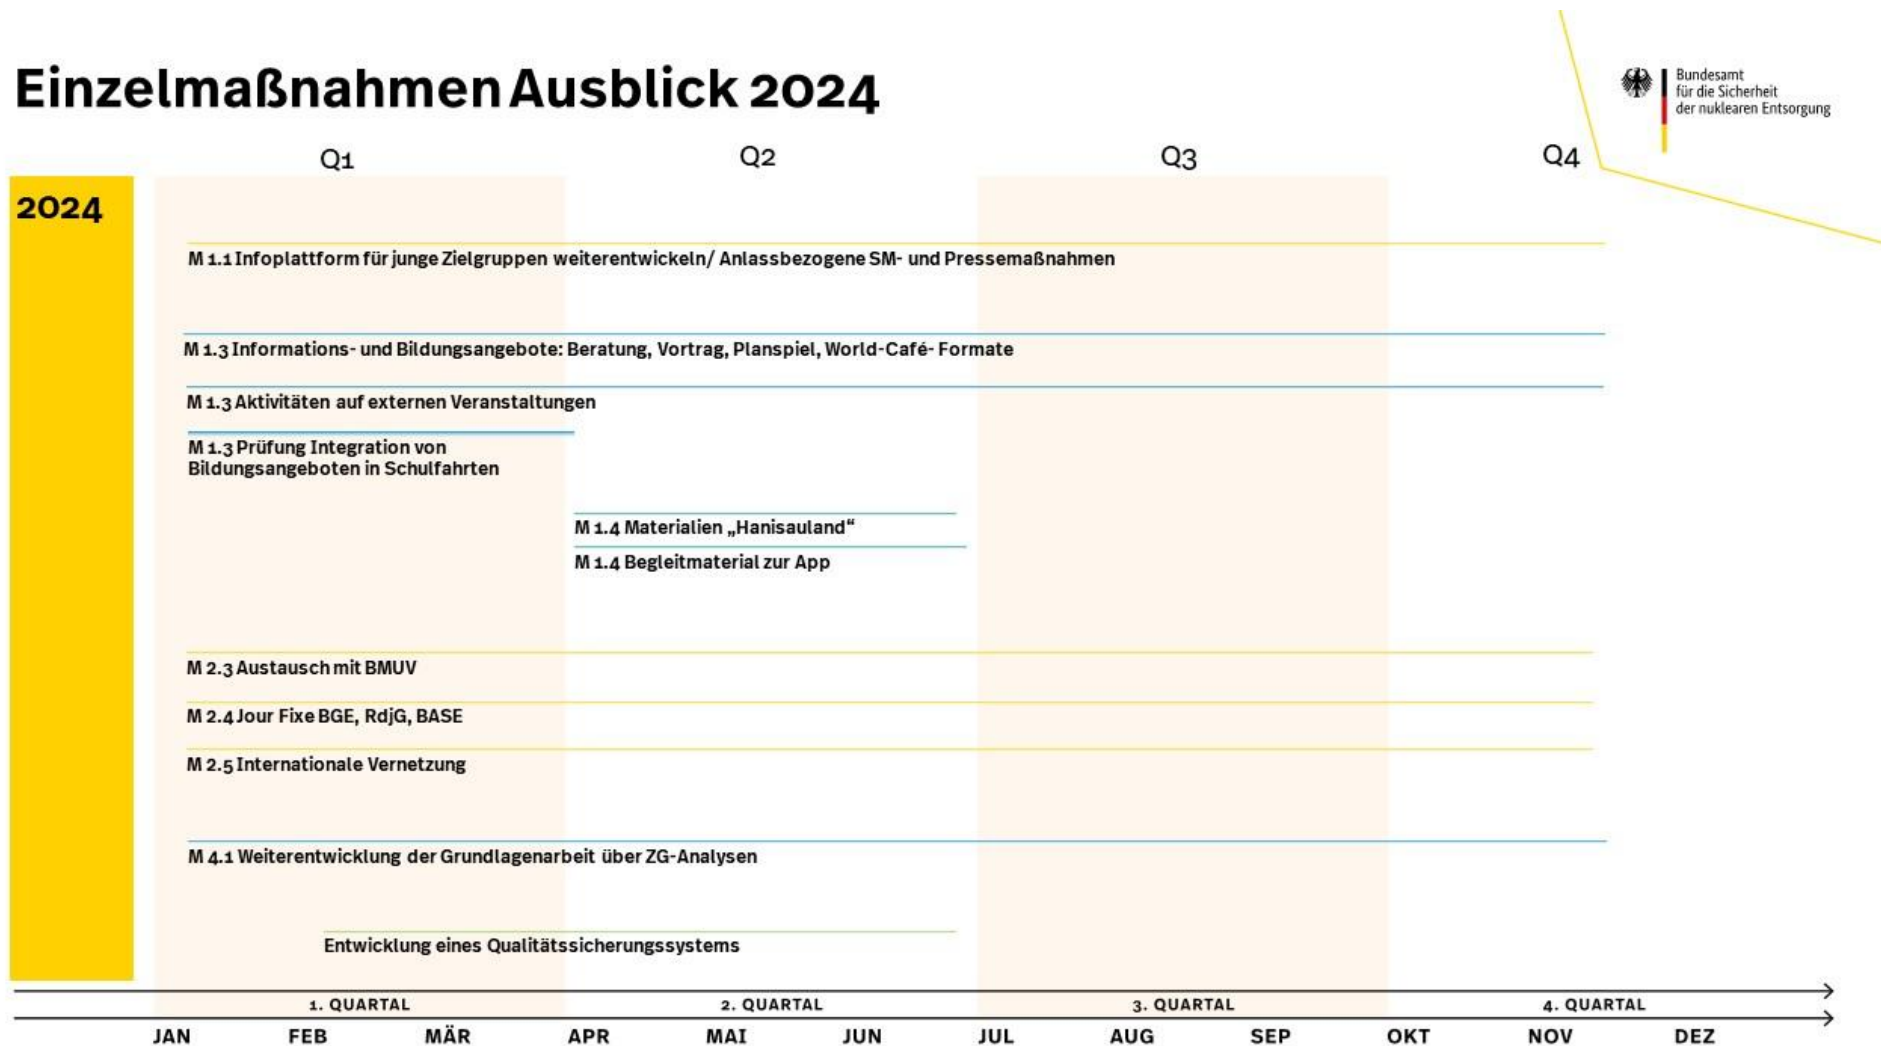 Einzelmaßnahmen Ausblick 2024
Bundesamt
für die Sicherheit
der nuklearen Entsorgung
Q1 Q2 Q3 Q4
2024
M 1.1 Infoplattform für junge Zielgruppen weiterentwickeln/ Anlassbezogene SM- und Pressemaßnahmen
M 1.3 Informations- und Bildungsangebote: Beratung, Vortrag, Planspiel, World-Café- Formate
M 1.3 Aktivitäten auf externen Veranstaltungen
M 1.3 Prüfung Integration von
Bildungsangeboten in Schulfahrten
M 1.4 Materialien „Hanisauland“
M 1.4 Begleitmaterial zur App
M 2.3 Austausch mit BMUV
M 2.4 Jour Fixe BGE, RdjG, BASE
M 2.5 Internationale Vernetzung
M 4.1 Weiterentwicklung der Grundlagenarbeit über ZG-Analysen
Entwicklung eines Qualitätssicherungssystems
1. QUARTAL 2. QUARTAL 3. QUARTAL 4. QUARTAL
JAN FEB MÄR APR MAI JUN JUL AUG SEP OKT NOV DEZ